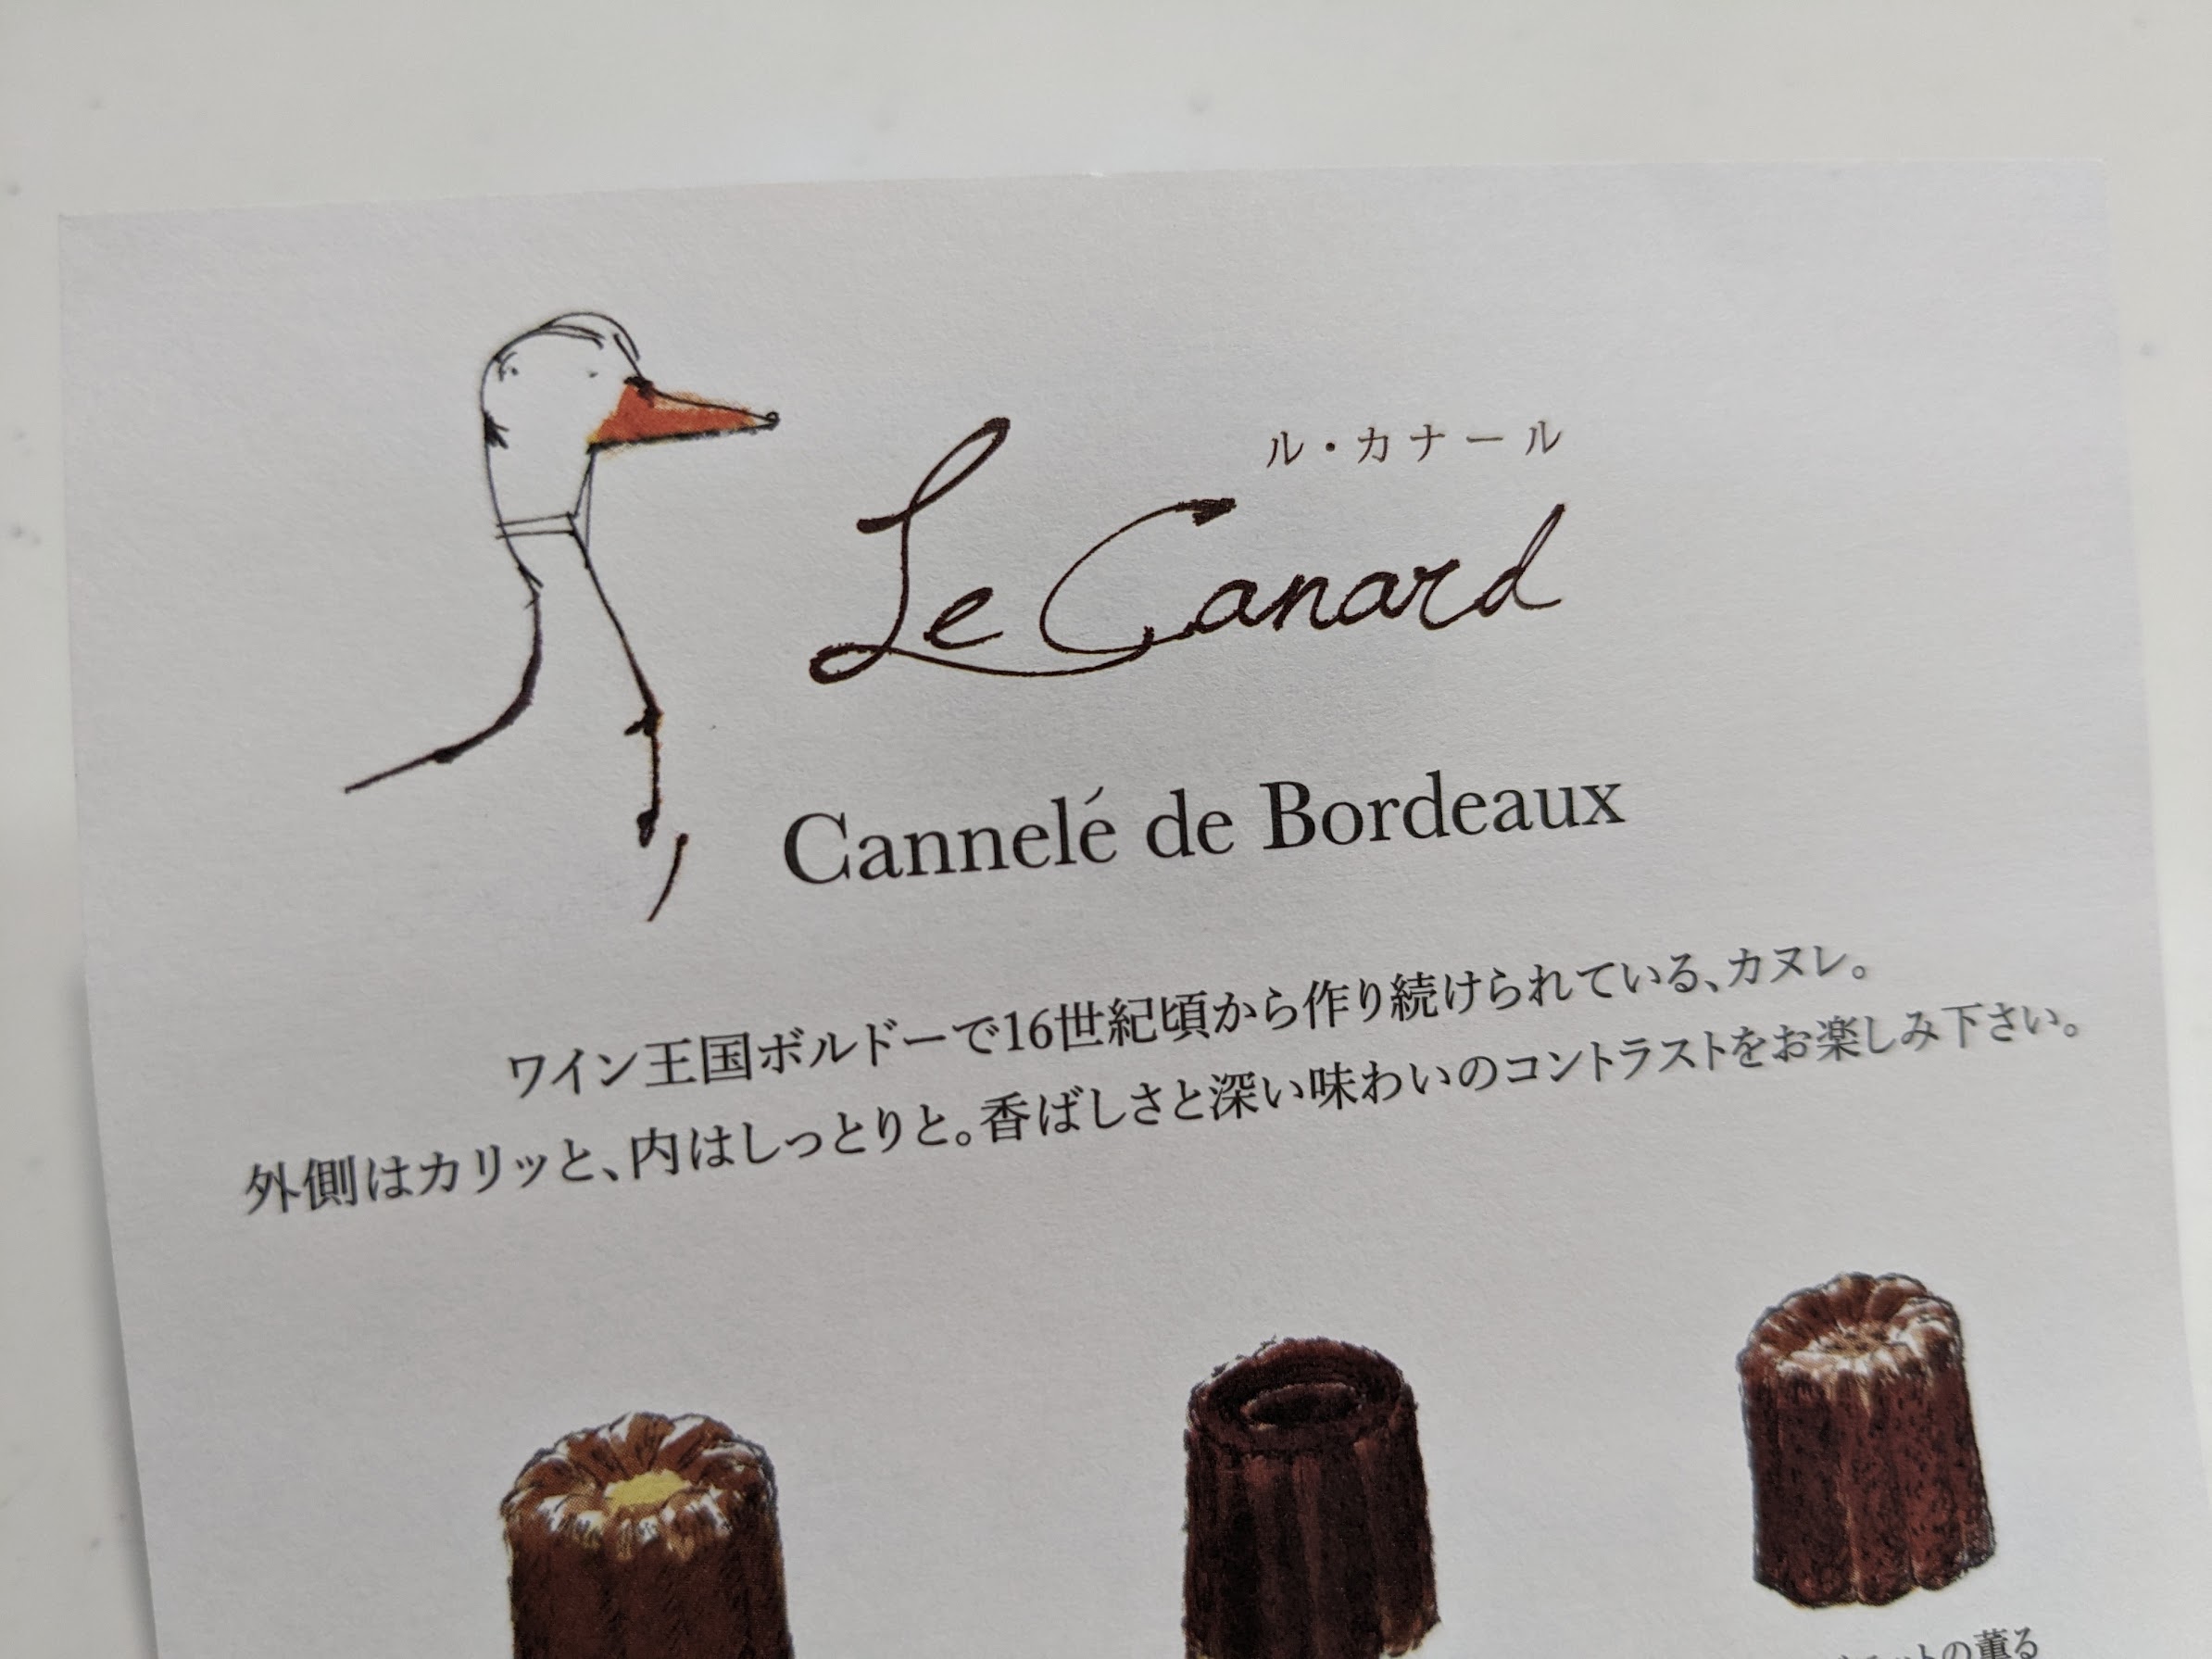 ル・カナール
Le Canard
Cannelé de Bordeaux
ワイン王国ボルドーで16世紀頃から作り続けられている、カヌレ。
外側はカリッと、内はしっとりと。香ばしさと深い味わいのコントラストをお楽しみ下さい。
の薫る